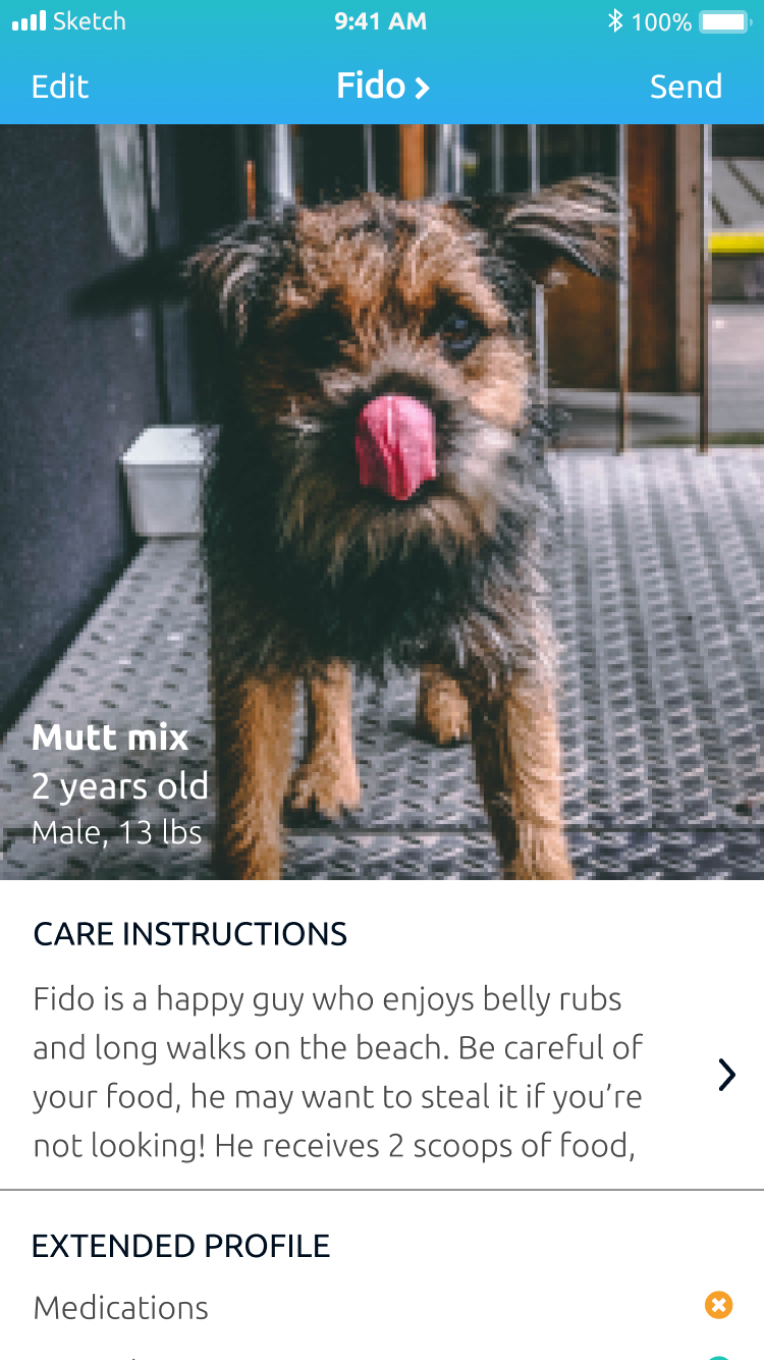 Sketch 9:41 AM 100%
Edit Fido Send
Mutt mix
2 years old
Male, 13 lbs
CARE INSTRUCTIONS
Fido is a happy guy who enjoys belly rubs
and long walks on the beach. Be careful of
your food, he may want to steal it if you’re
not looking! He receives 2 scoops of food,
EXTENDED PROFILE
Medications